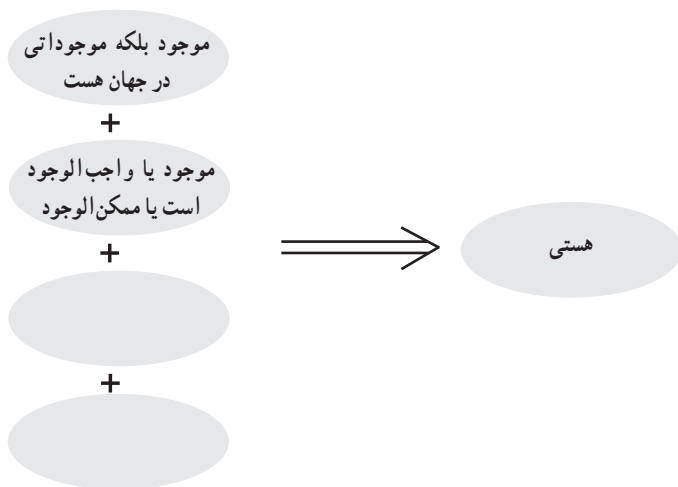 موجود بلکه موجوداتی
در جهان هست
+
موجود یا واجب‌الوجود
است یا ممکن‌الوجود
+
+
هستی